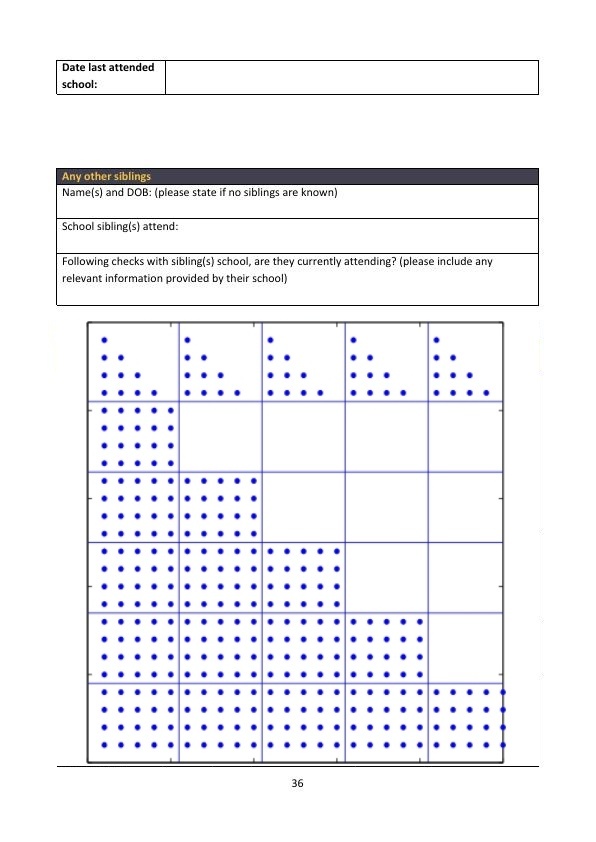 Date last attended
school:
Any other siblings
Name(s) and DOB: (please state if no siblings are known)
School sibling(s) attend:
Following checks with sibling(s) school, are they currently attending? (please include any
relevant information provided by their school)
36